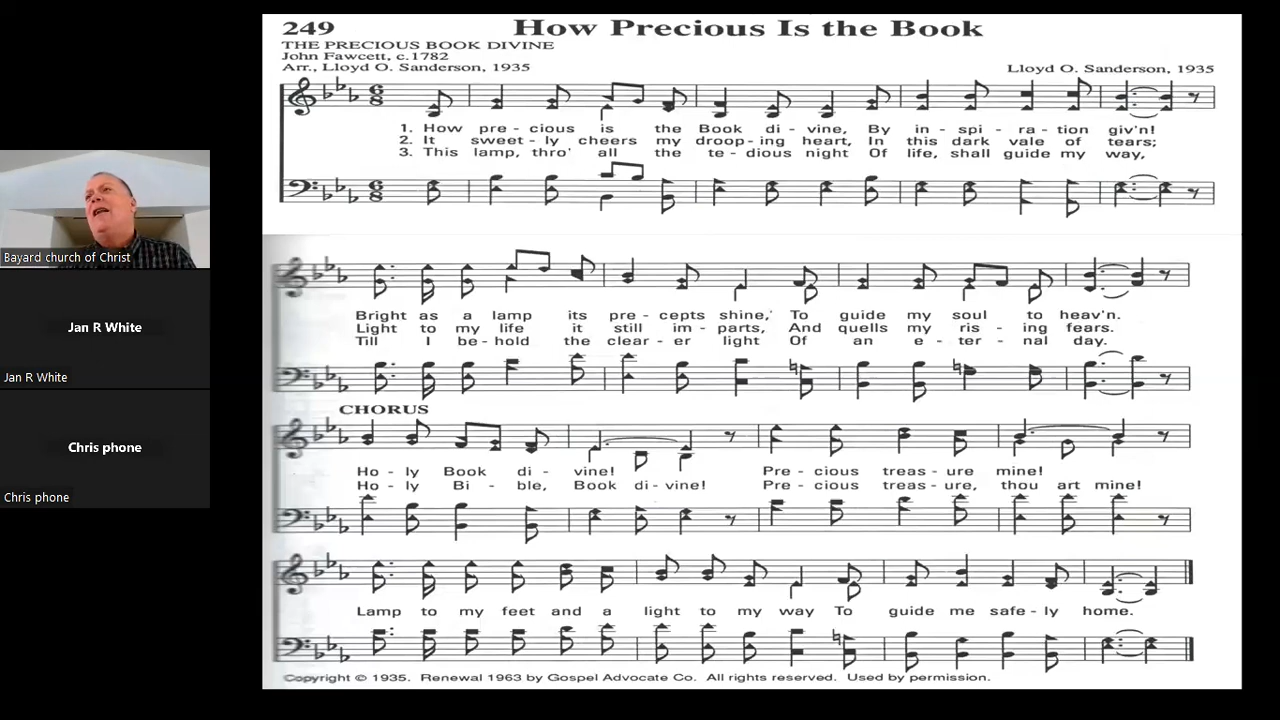 249
How Precious Is the Book
THE PRECIOUS BOOK DIVINE
John Fawcett, c.1782
Arr., Lloyd O. Sanderson, 1935
Lloyd O. Sanderson, 1935
6
8
1. How pre - cious is the Book di - vine, By in - spi - ra - tion giv'n!
2. It sweet - ly cheers my droop - ing heart, In this dark vale of tears;
3. This lamp, thro' all the te - dious night Of life, shall guide my way,
6
8
Bright as a lamp its pre - cepts shine, To guide my soul to heav'n.
Light to my life it still im - parts, And quells my ris - ing fears.
Till I be - hold the clear - er light Of an e - ter - nal day.
CHORUS
Ho - ly Book di - vine! Pre - cious treas - ure mine!
Ho - ly Bi - ble, Book di - vine! Pre - cious treas - ure, thou art mine!
Lamp to my feet and a light to my way To guide me safe - ly home.
Copyright © 1935. Renewal 1963 by Gospel Advocate Co. All rights reserved. Used by permission.
Bayard church of Christ
Jan R White
Jan R White
Chris phone
Chris phone